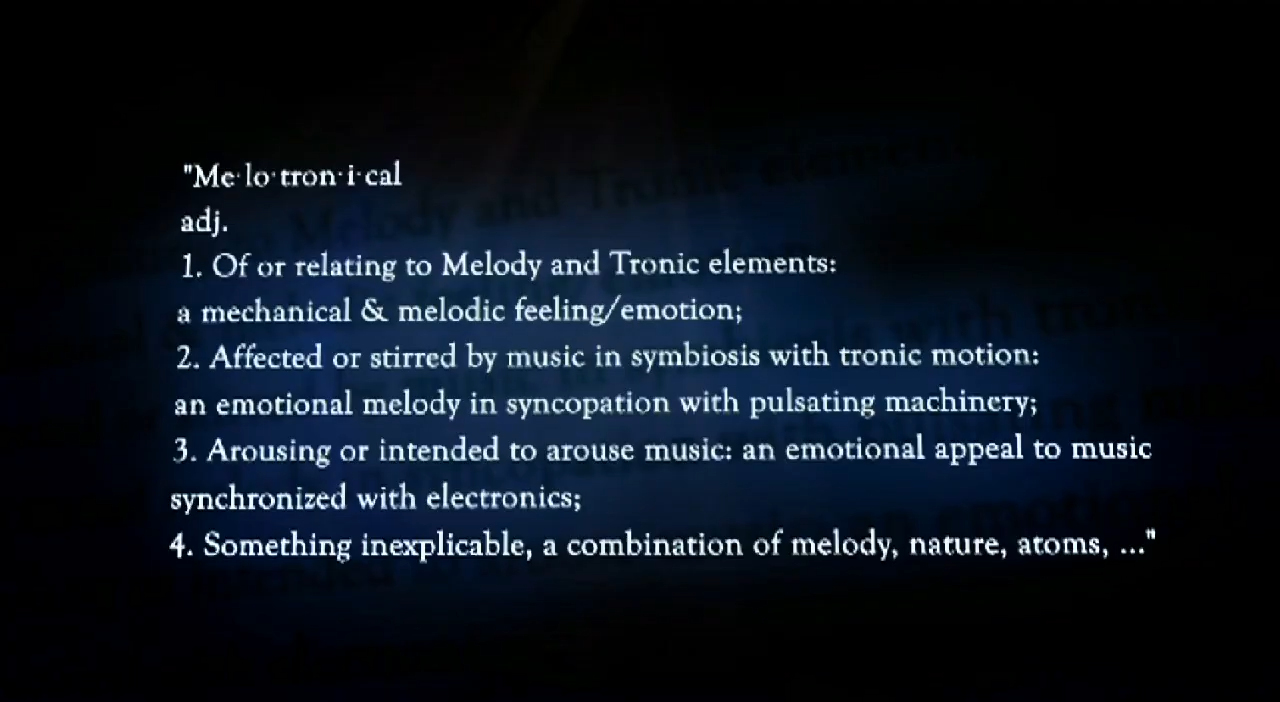 "Me·lo·tron·i·cal
adj.
1. Of or relating to Melody and Tronic elements:
a mechanical & melodic feeling/emotion;
2. Affected or stirred by music in symbiosis with tronic motion:
an emotional melody in syncopation with pulsating machinery;
3. Arousing or intended to arouse music: an emotional appeal to music
synchronized with electronics;
4. Something inexplicable, a combination of melody, nature, atoms, ..."